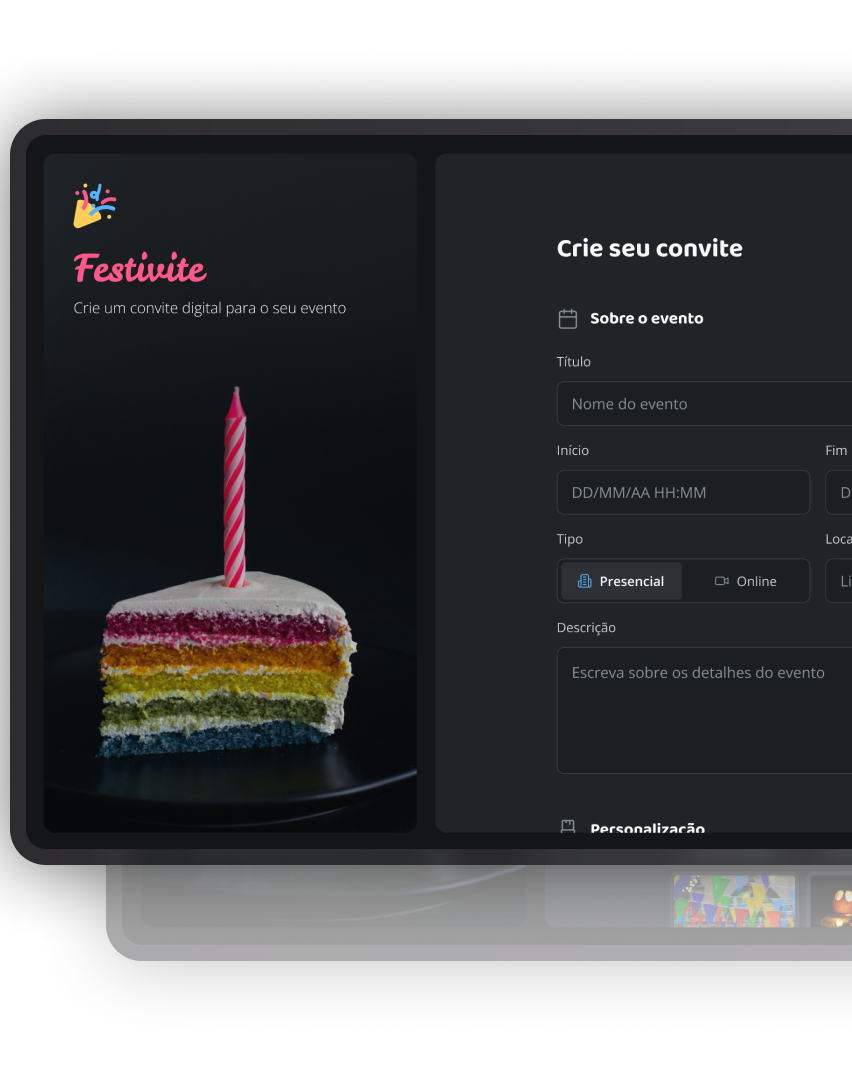 Festivite
Crie um convite digital para o seu evento
Crie seu convite
Sobre o evento
Título
Nome do evento
Início
Fim
DD/MM/AA HH:MM
D
Tipo
Loca
Presencial
Online
Li
Descrição
Escreva sobre os detalhes do evento
Personalização